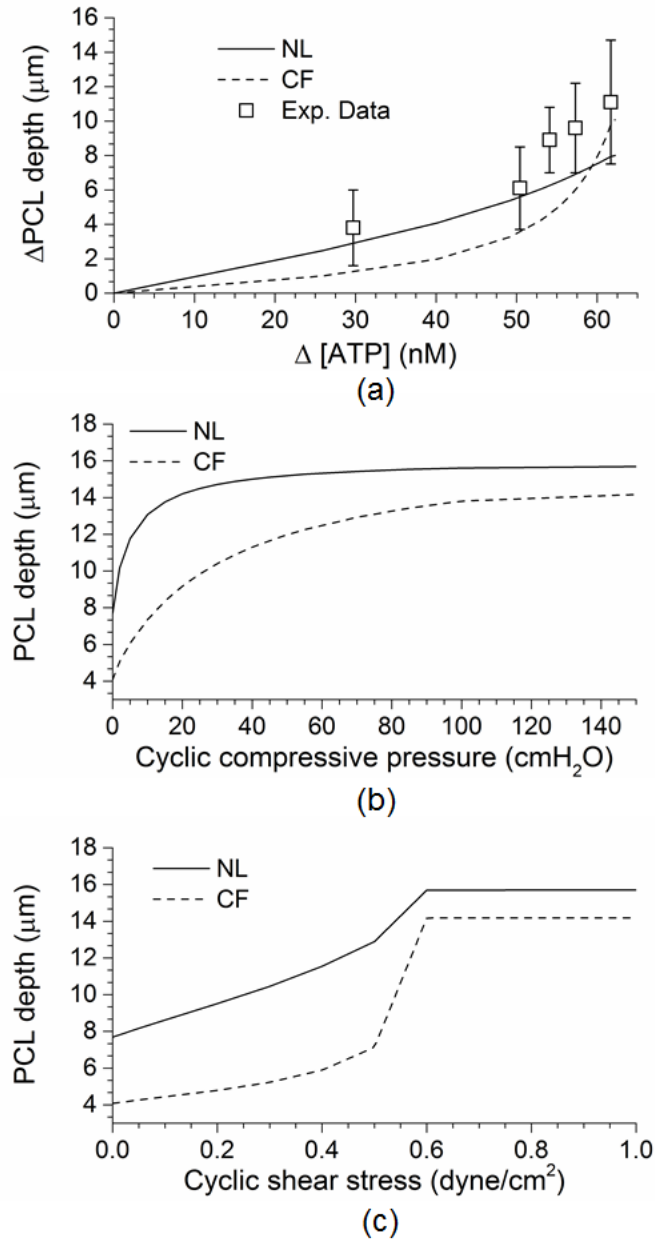 16
14
12
10
8
6
4
2
0
ΔPCL depth (μm)
NL
CF
Exp. Data
0 10 20 30 40 50 60
Δ [ATP] (nM)
(a)
18
16
14
12
10
8
6
4
PCL depth (μm)
NL
CF
0 20 40 60 80 100 120 140
Cyclic compressive pressure (cmH₂O)
(b)
18
16
14
12
10
8
6
4
PCL depth (μm)
NL
CF
0.0 0.2 0.4 0.6 0.8 1.0
Cyclic shear stress (dyne/cm²)
(c)